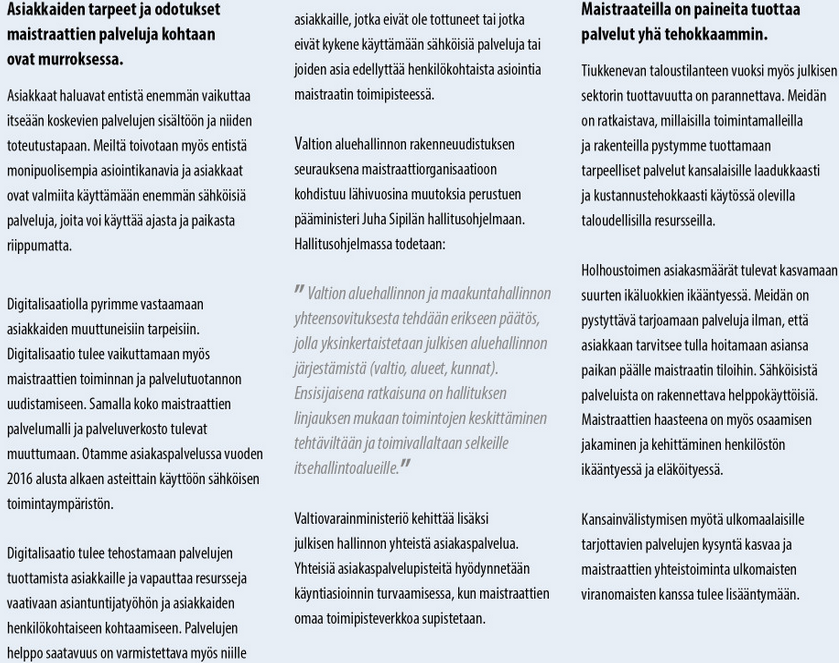 Asiakkaiden tarpeet ja odotukset
maistraattien palveluja kohtaan
ovat murroksessa.
Asiakkaat haluavat entistä enemmän vaikuttaa
itseään koskevien palvelujen sisältöön ja niiden
toteutustapaan. Meiltä toivotaan myös entistä
monipuolisempia asiointikanavia ja asiakkaat
ovat valmiita käyttämään enemmän sähköisiä
palveluja, joita voi käyttää ajasta ja paikasta
riippumatta.
Digitalisaatiolla pyrimme vastaamaan
asiakkaiden muuttuneisiin tarpeisiin.
Digitalisaatio tulee vaikuttamaan myös
maistraattien toiminnan ja palvelutuotannon
uudistamiseen. Samalla koko maistraattien
palvelumalli ja palveluverkosto tulevat
muuttumaan. Otamme asiakaspalvelussa vuoden
2016 alusta alkaen asteittain käyttöön sähköisen
toimintaympäristön.
Digitalisaatio tulee tehostamaan palvelujen
tuottamista asiakkaille ja vapauttaa resursseja
vaativaan asiantuntijatyöhön ja asiakkaiden
henkilökohtaiseen kohtaamiseen. Palvelujen
helppo saatavuus on varmistettava myös niille
asiakkaille, jotka eivät ole tottuneet tai jotka
eivät kykene käyttämään sähköisiä palveluja tai
joiden asia edellyttää henkilökohtaista asiointia
maistraatin toimipisteessä.
Valtion aluehallinnon rakenneuudistuksen
seurauksena maistraattiorganisaatioon
kohdistuu lähivuosina muutoksia perustuen
pääministeri Juha Sipilän hallitusohjelmaan.
Hallitusohjelmassa todetaan:
" Valtion aluehallinnon ja maakuntahallinnon
yhteensovituksesta tehdään erikseen päätös,
jolla yksinkertaistetaan julkisen aluehallinnon
järjestämistä (valtio, alueet, kunnat).
Ensisijaisena ratkaisuna on hallituksen
linjauksen mukaan toimintojen keskittäminen
tehtäviltään ja toimivallaltaan selkeille
itsehallintoalueille."
Valtiovarainministeriö kehittää lisäksi
julkisen hallinnon yhteistä asiakaspalvelua.
Yhteisiä asiakaspalvelupisteitä hyödynnetään
käyntiasioinnin turvaamisessa, kun maistraattien
omaa toimipisteverkkoa supistetaan.
Maistraateilla on paineita tuottaa
palvelut yhä tehokkaammin.
Tiukkenevan taloustilanteen vuoksi myös julkisen
sektorin tuottavuutta on parannettava. Meidän
on ratkaistava, millaisilla toimintamalleilla
ja rakenteilla pystymme tuottamaan
tarpeelliset palvelut kansalaisille laadukkaasti
ja kustannustehokkaasti käytössä olevilla
taloudellisilla resursseilla.
Holhoustoimen asiakasmäärät tulevat kasvamaan
suurten ikäluokkien ikääntyessä. Meidän on
pystyttävä tarjoamaan palveluja ilman, että
asiakkaan tarvitsee tulla hoitamaan asiansa
paikan päälle maistraatin tiloihin. Sähköisistä
palveluista on rakennettava helppokäyttöisiä.
Maistraattien haasteena on myös osaamisen
jakaminen ja kehittäminen henkilöstön
ikääntyessä ja eläköityessä.
Kansainvälistymisen myötä ulkomaalaisille
tarjottavien palvelujen kysyntä kasvaa ja
maistraattien yhteistoiminta ulkomaisten
viranomaisten kanssa tulee lisääntymään.